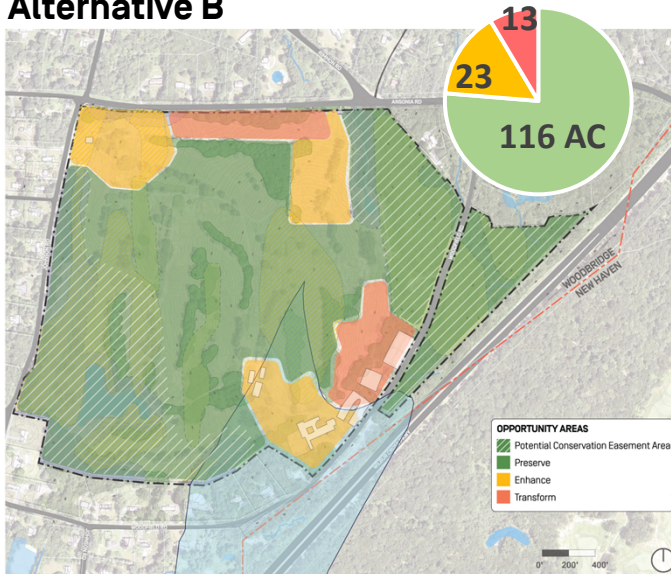 Alternative B
13
23
116 AC
ANSONIA RD
WOODBRIDGE
NEW HAVEN
OPPORTUNITY AREAS
Potential Conservation Easement Area
Preserve
Enhance
Transform
0' 200' 400'